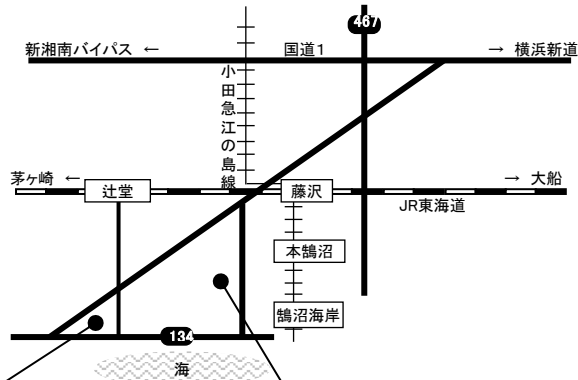 467
新湘南バイパス ← 国道1 → 横浜新道
小田急江の島線
茅ヶ崎 ← 辻堂 藤沢 → 大船
JR東海道
本鵠沼
鵠沼海岸
134
海